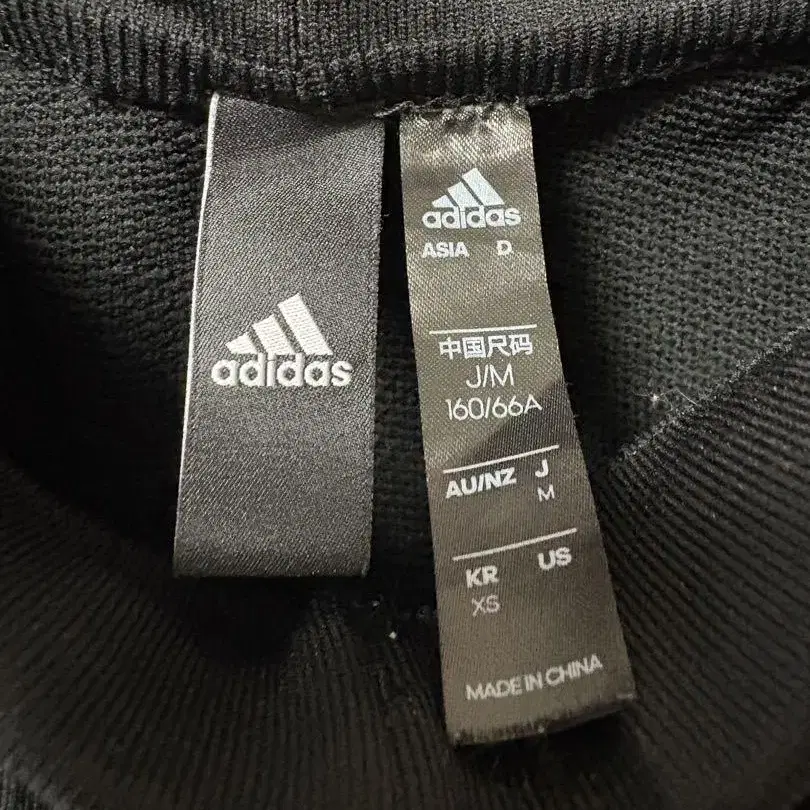 adidas
adidas
ASIA D
中国尺码
J/M
160/66A
AU/NZ J
M
KR US
XS
MADE IN CHINA